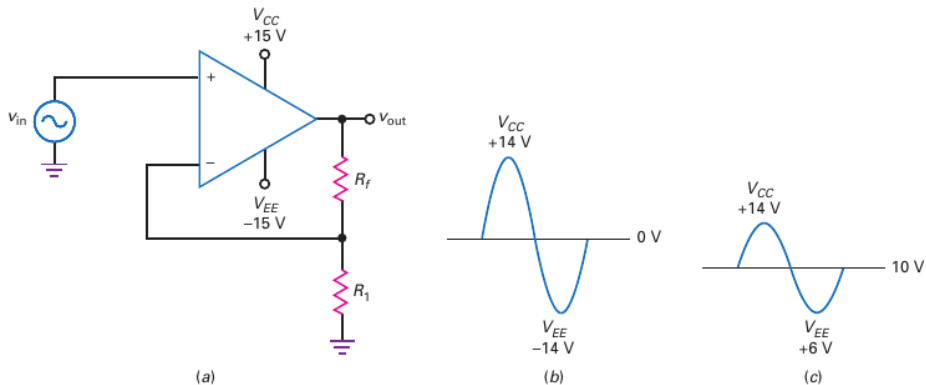 V_CC
+15 V
+
v_in
v_out
−
R_f
V_EE
−15 V
R_1
(a)
V_CC
+14 V
0 V
V_EE
−14 V
(b)
V_CC
+14 V
10 V
V_EE
+6 V
(c)